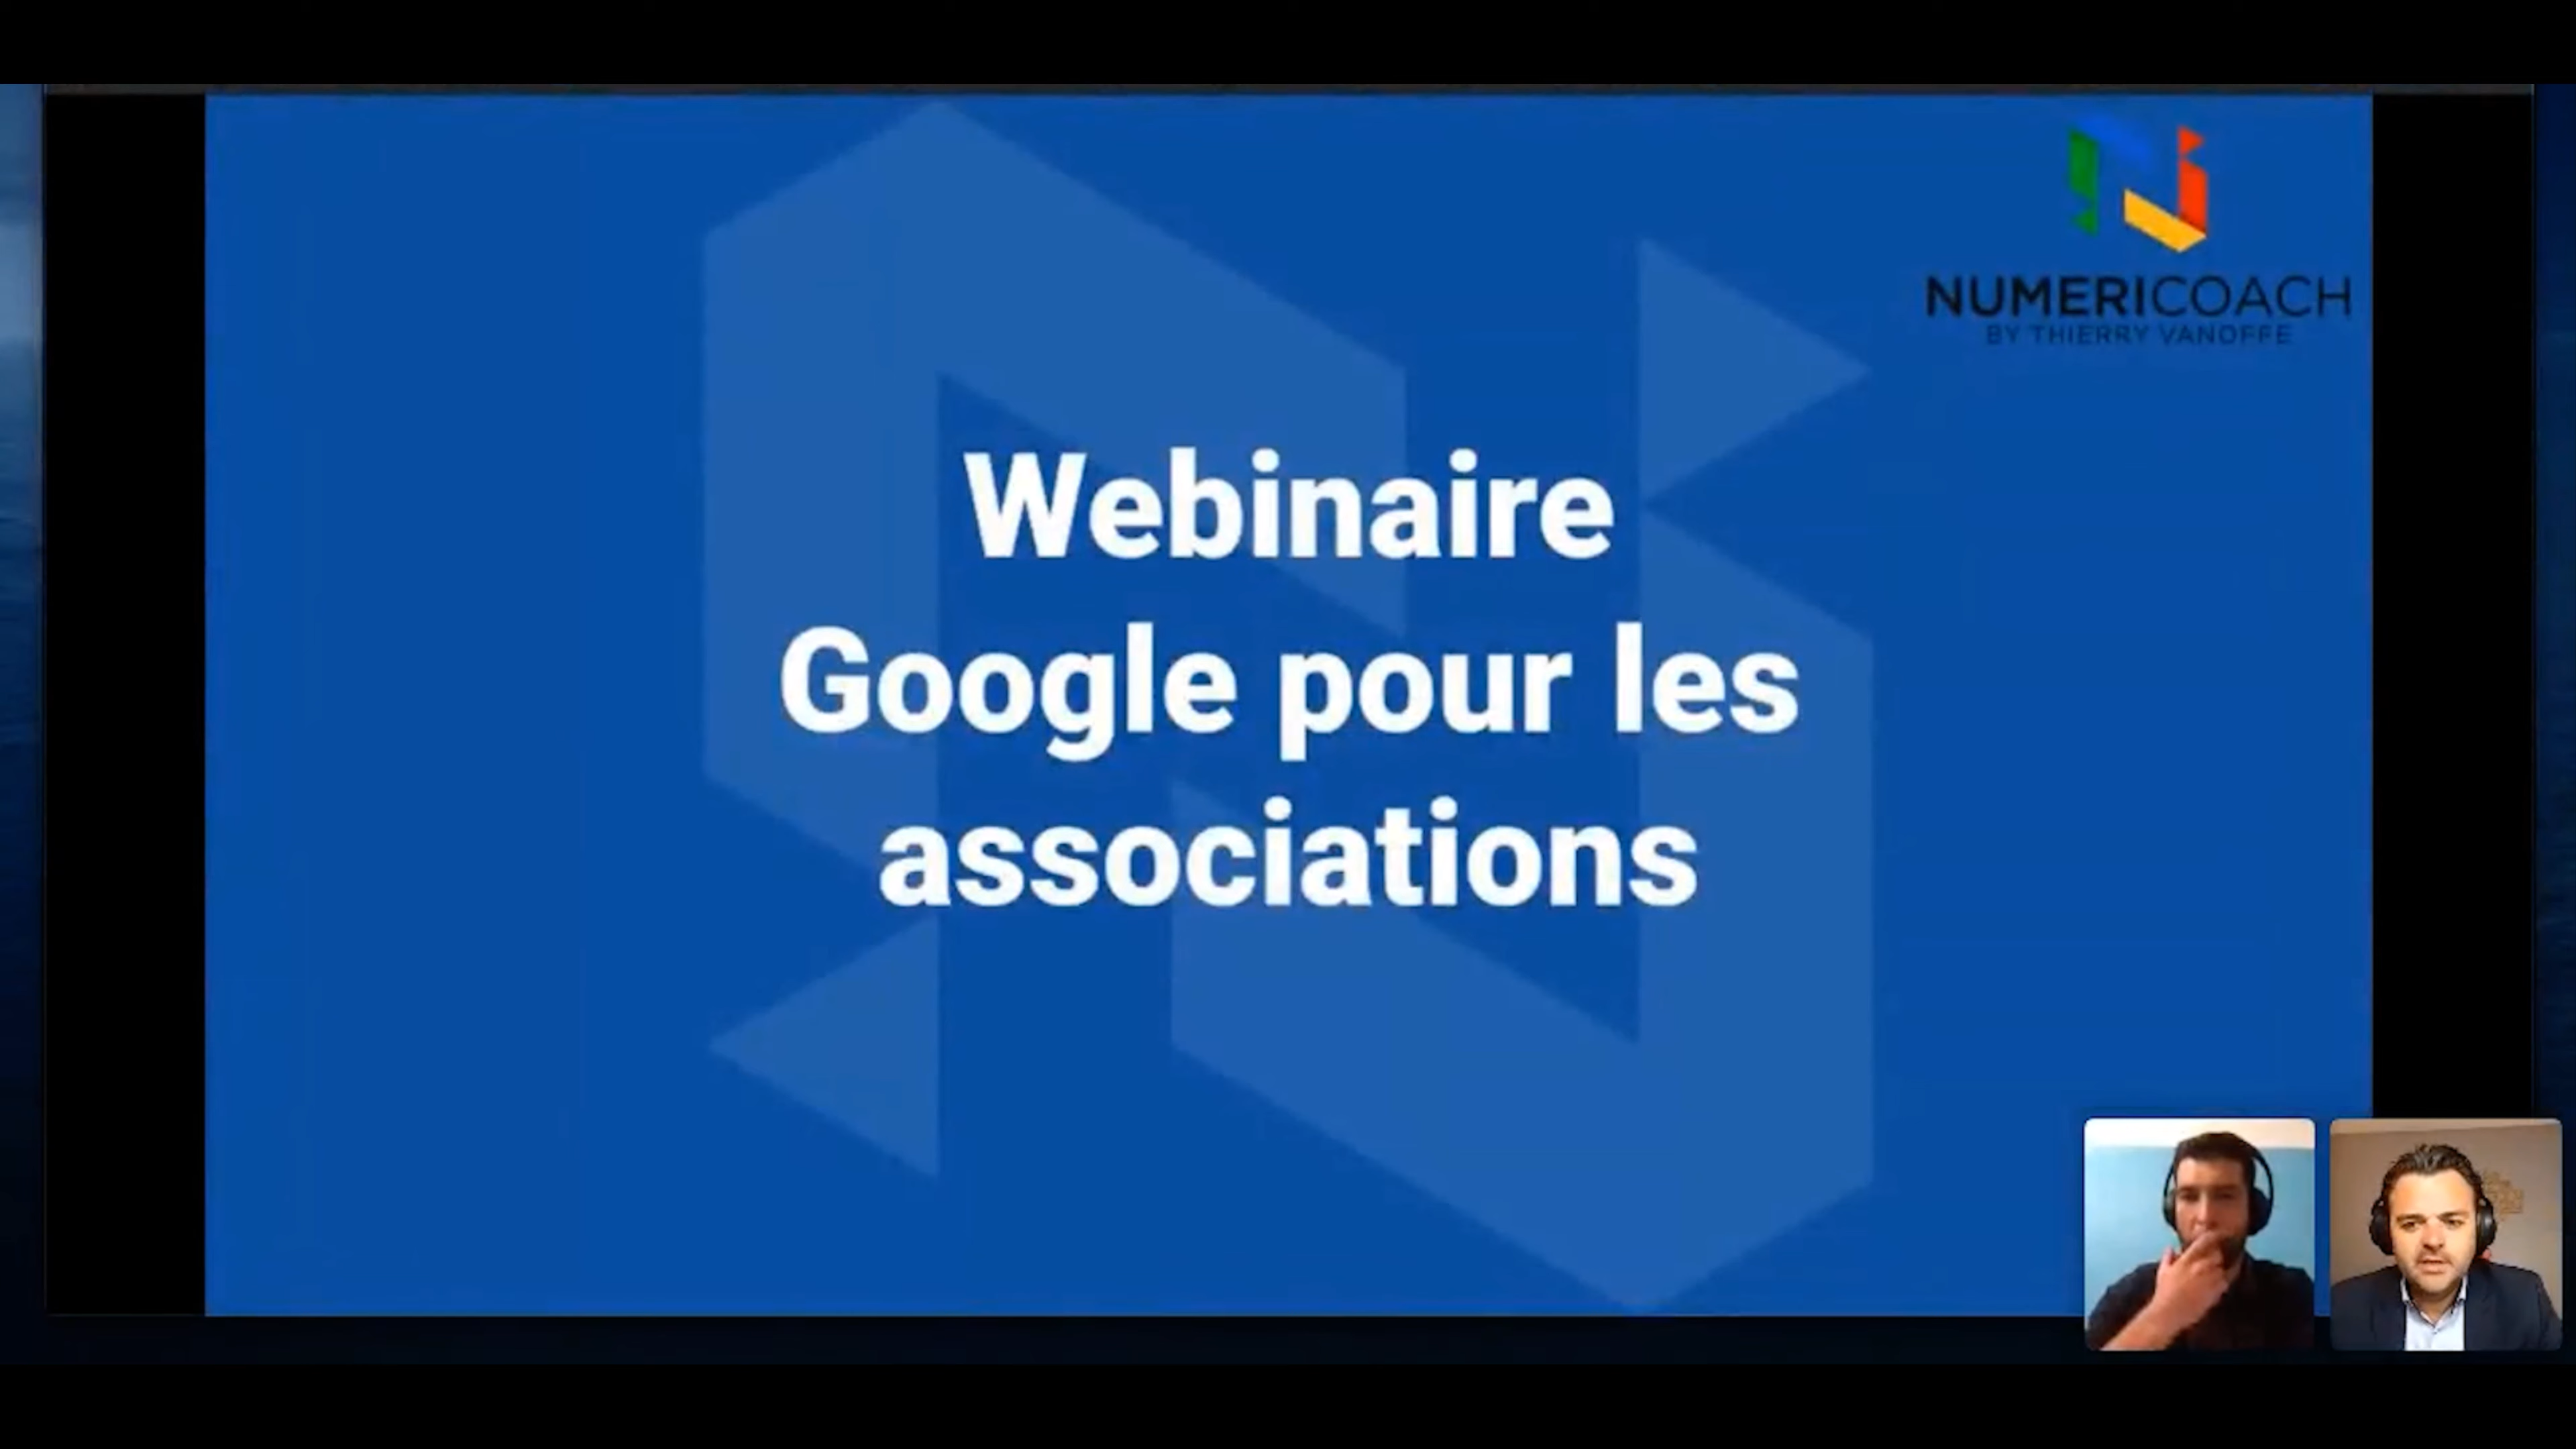 NUMERICOACH
BY THIERRY VANOFFE
Webinaire
Google pour les
associations